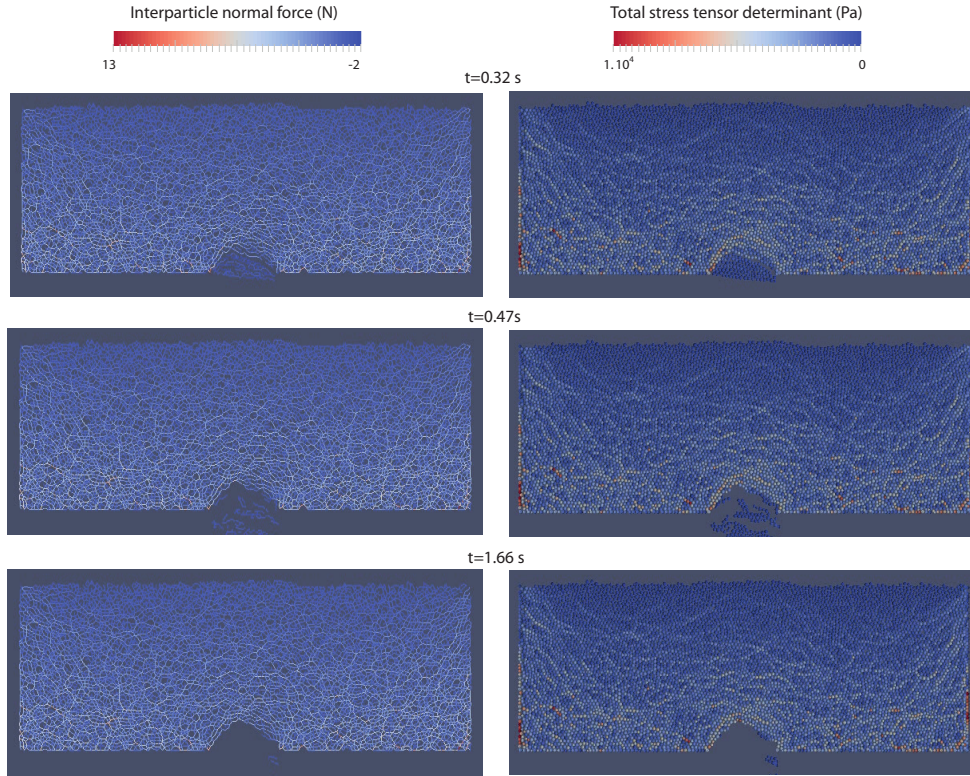 Interparticle normal force (N)
Total stress tensor determinant (Pa)
13
-2
1.10⁴
0
t=0.32 s
t=0.47s
t=1.66 s